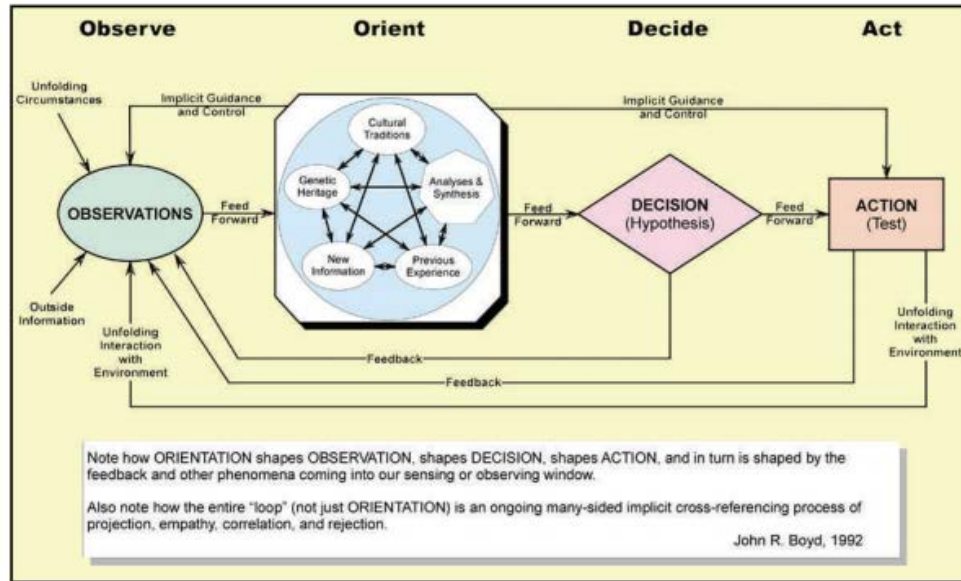 Observe
Orient
Decide
Act
Unfolding
Circumstances
Implicit Guidance
and Control
Implicit Guidance
and Control
Cultural
Traditions
Genetic
Heritage
Analyses &
Synthesis
New
Information
Previous
Experience
OBSERVATIONS
Feed
Forward
Feed
Forward
DECISION
(Hypothesis)
Feed
Forward
ACTION
(Test)
Outside
Information
Unfolding
Interaction
with
Environment
Feedback
Feedback
Unfolding
Interaction
with
Environment
Note how ORIENTATION shapes OBSERVATION, shapes DECISION, shapes ACTION, and in turn is shaped by the
feedback and other phenomena coming into our sensing or observing window.
Also note how the entire “loop” (not just ORIENTATION) is an ongoing many-sided implicit cross-referencing process of
projection, empathy, correlation, and rejection.
John R. Boyd, 1992